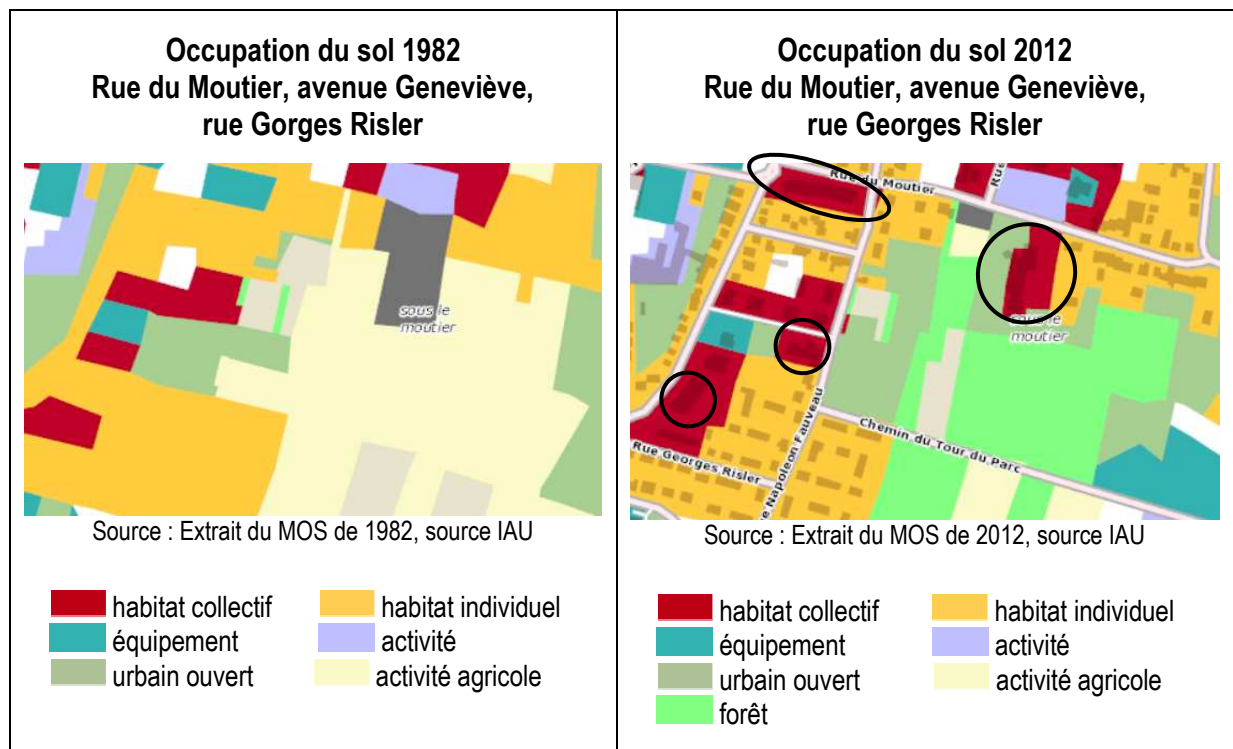 Occupation du sol 1982
Rue du Moutier, avenue Geneviève,
rue Gorges Risler
sous le
moutier
Source : Extrait du MOS de 1982, source IAU
habitat collectif
habitat individuel
équipement
activité
urbain ouvert
activité agricole
Occupation du sol 2012
Rue du Moutier, avenue Geneviève,
rue Georges Risler
Rue du Moutier
Rue
moutier
Chemin du Tour du Parc
Napoléon Fauveau
Rue Georges Risler
Source : Extrait du MOS de 2012, source IAU
habitat collectif
habitat individuel
équipement
activité
urbain ouvert
activité agricole
forêt